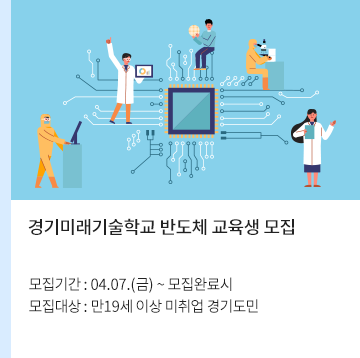 경기미래기술학교 반도체 교육생 모집
모집기간 : 04.07.(금) ~ 모집완료시
모집대상 : 만19세 이상 미취업 경기도민